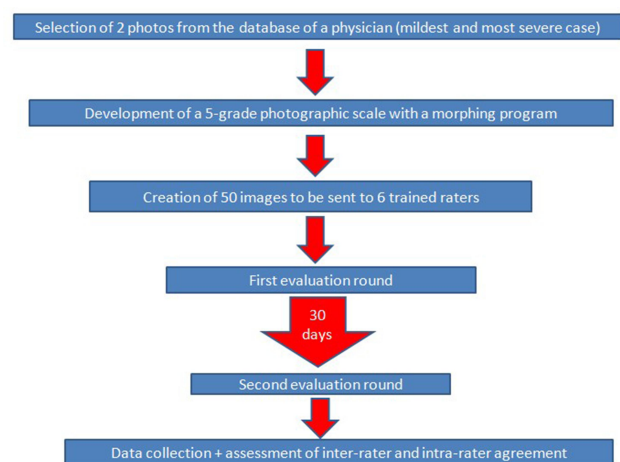 Selection of 2 photos from the database of a physician (mildest and most severe case)
Development of a 5-grade photographic scale with a morphing program
Creation of 50 images to be sent to 6 trained raters
First evaluation round
30
days
Second evaluation round
Data collection + assessment of inter-rater and intra-rater agreement